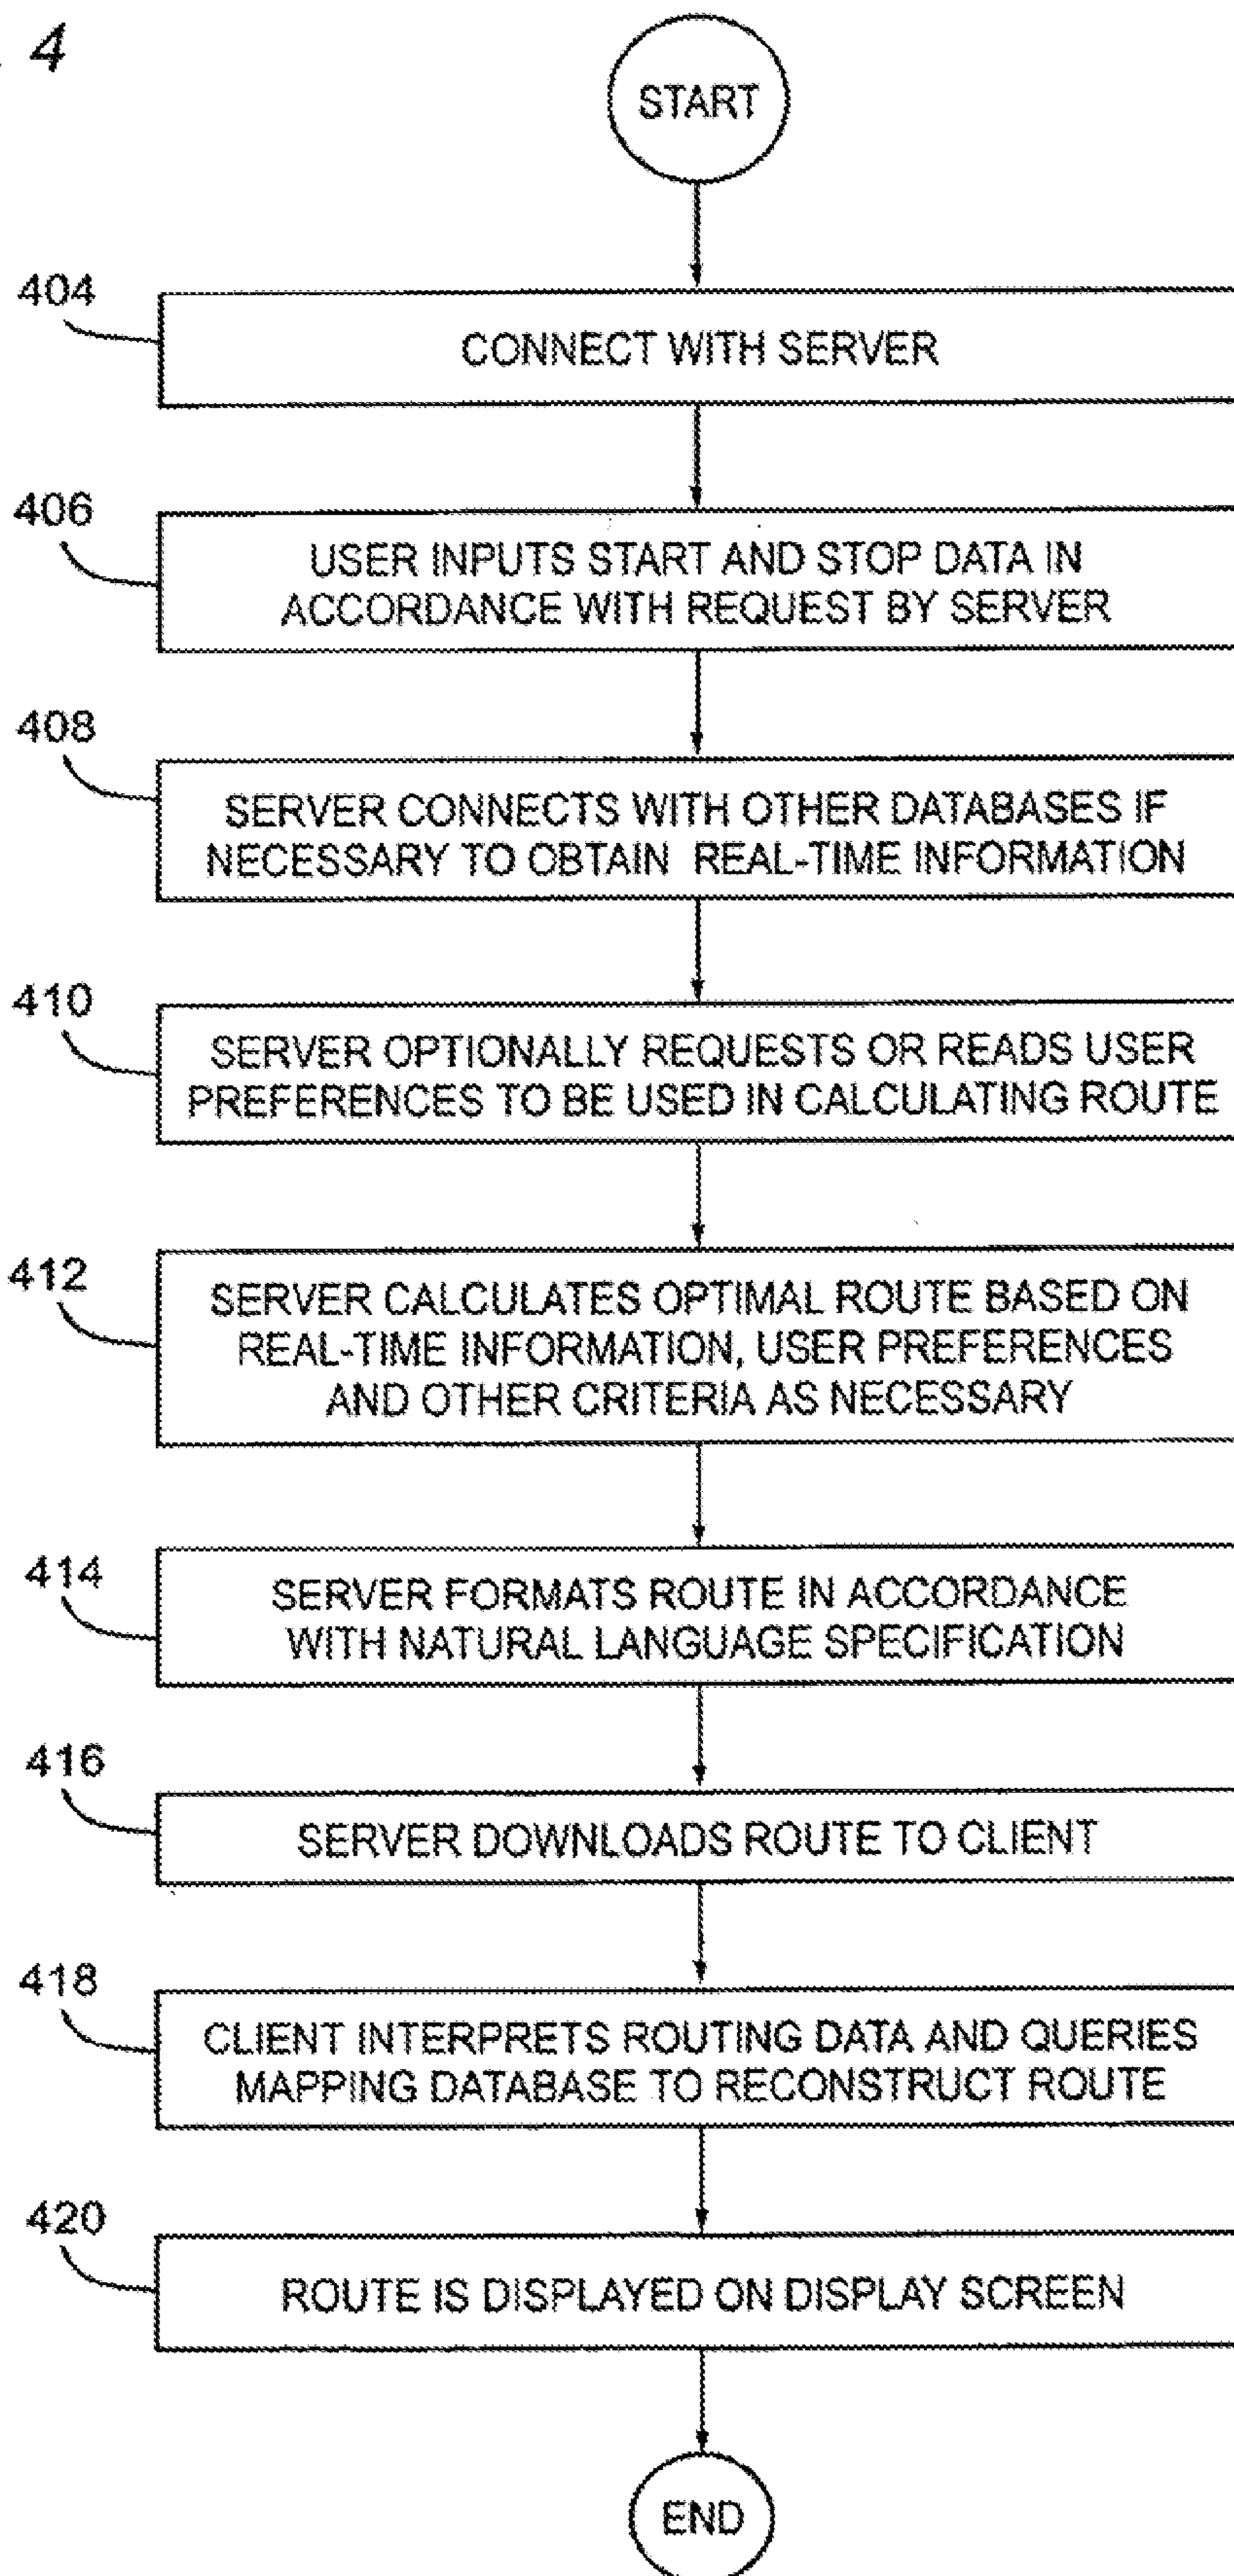 4
START
404
CONNECT WITH SERVER
406
USER INPUTS START AND STOP DATA IN
ACCORDANCE WITH REQUEST BY SERVER
408
SERVER CONNECTS WITH OTHER DATABASES IF
NECESSARY TO OBTAIN REAL-TIME INFORMATION
410
SERVER OPTIONALLY REQUESTS OR READS USER
PREFERENCES TO BE USED IN CALCULATING ROUTE
412
SERVER CALCULATES OPTIMAL ROUTE BASED ON
REAL-TIME INFORMATION, USER PREFERENCES
AND OTHER CRITERIA AS NECESSARY
414
SERVER FORMATS ROUTE IN ACCORDANCE
WITH NATURAL LANGUAGE SPECIFICATION
416
SERVER DOWNLOADS ROUTE TO CLIENT
418
CLIENT INTERPRETS ROUTING DATA AND QUERIES
MAPPING DATABASE TO RECONSTRUCT ROUTE
420
ROUTE IS DISPLAYED ON DISPLAY SCREEN
END